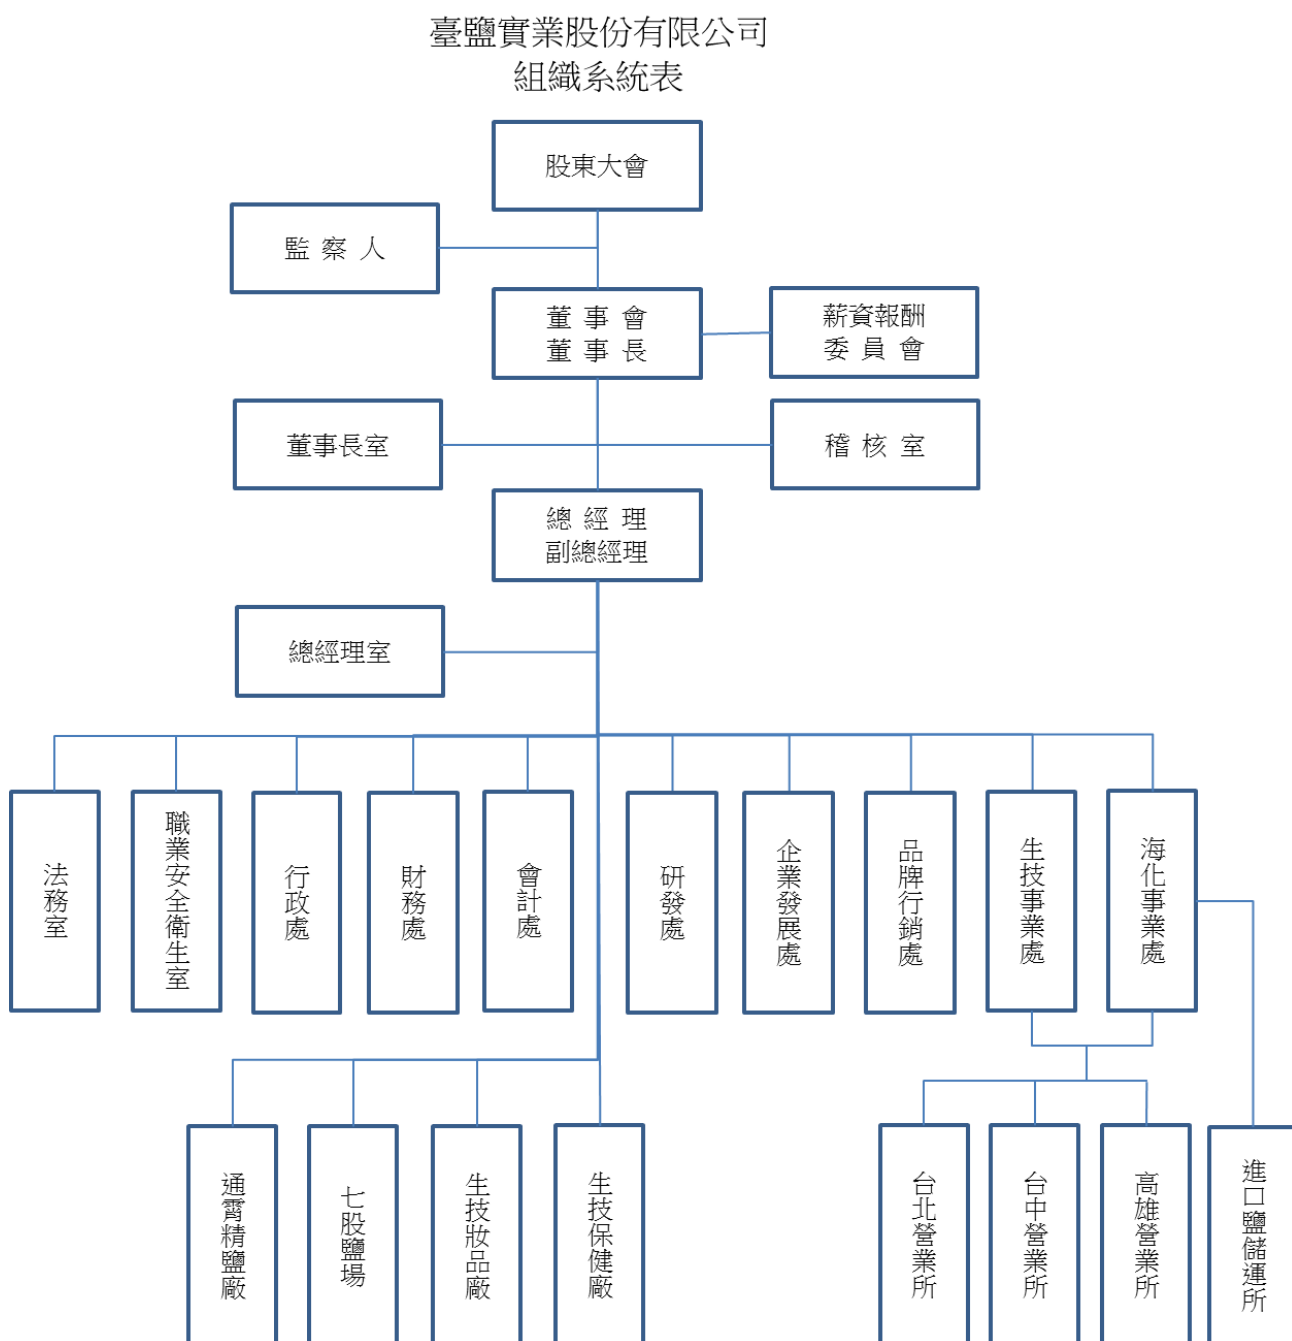 臺鹽實業股份有限公司
組織系統表
股東大會
監察人
董事會
董事長
薪資報酬
委員會
董事長室
稽核室
總經理
副總經理
總經理室
法務室
職業安全衛生室
行政處
財務處
會計處
研發處
企業發展處
品牌行銷處
生技事業處
海化事業處
通霄精鹽廠
七股鹽場
生技妝品廠
生技保健廠
台北營業所
台中營業所
高雄營業所
進口鹽儲運所